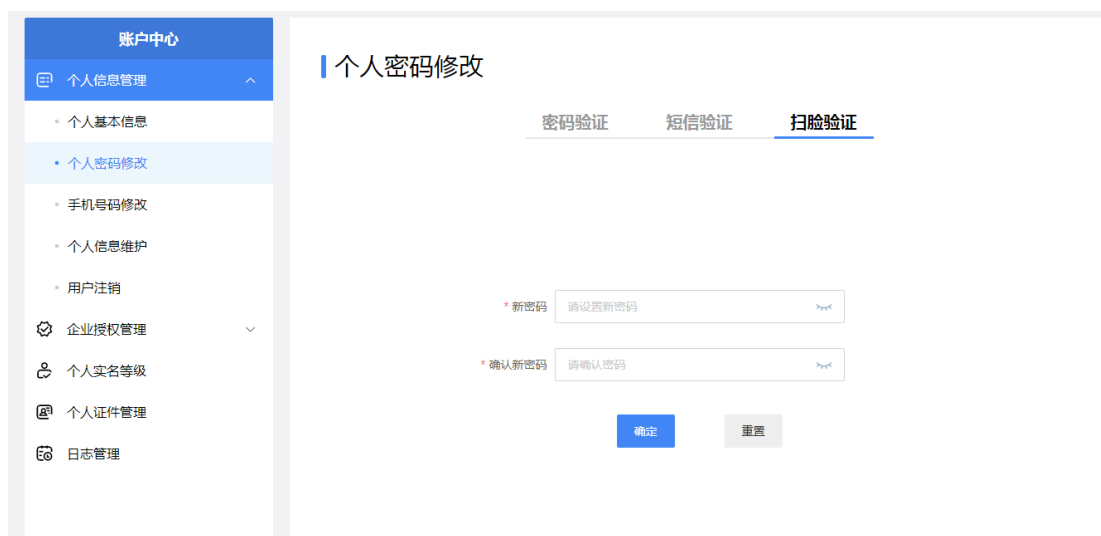 账户中心
个人信息管理
个人基本信息
个人密码修改
手机号码修改
个人信息维护
用户注销
企业授权管理
个人实名等级
个人证件管理
日志管理
个人密码修改
密码验证 短信验证 扫脸验证
* 新密码 请设置新密码
* 确认新密码 请确认密码
确定 重置